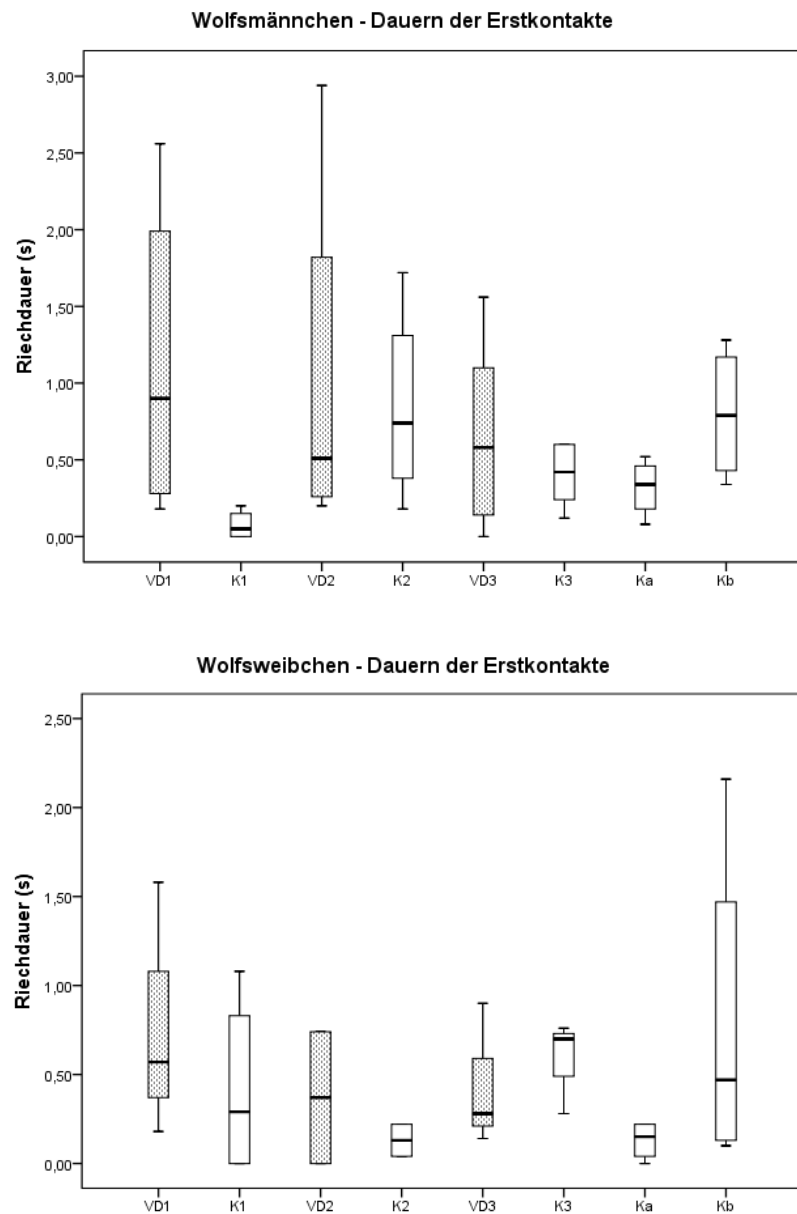 Wolfsmännchen - Dauern der Erstkontakte
Riechdauer (s)
3,00
2,50
2,00
1,50
1,00
0,50
0,00
VD1 K1 VD2 K2 VD3 K3 Ka Kb
Wolfsweibchen - Dauern der Erstkontakte
Riechdauer (s)
2,50
2,00
1,50
1,00
0,50
0,00
VD1 K1 VD2 K2 VD3 K3 Ka Kb